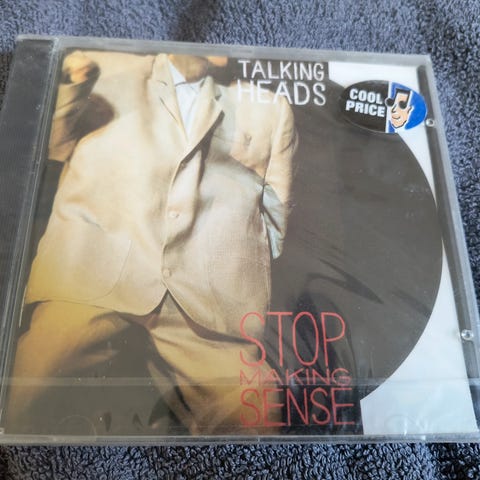 TALKING
HEADS
COOL
PRICE
STOP
MAKING
SENSE